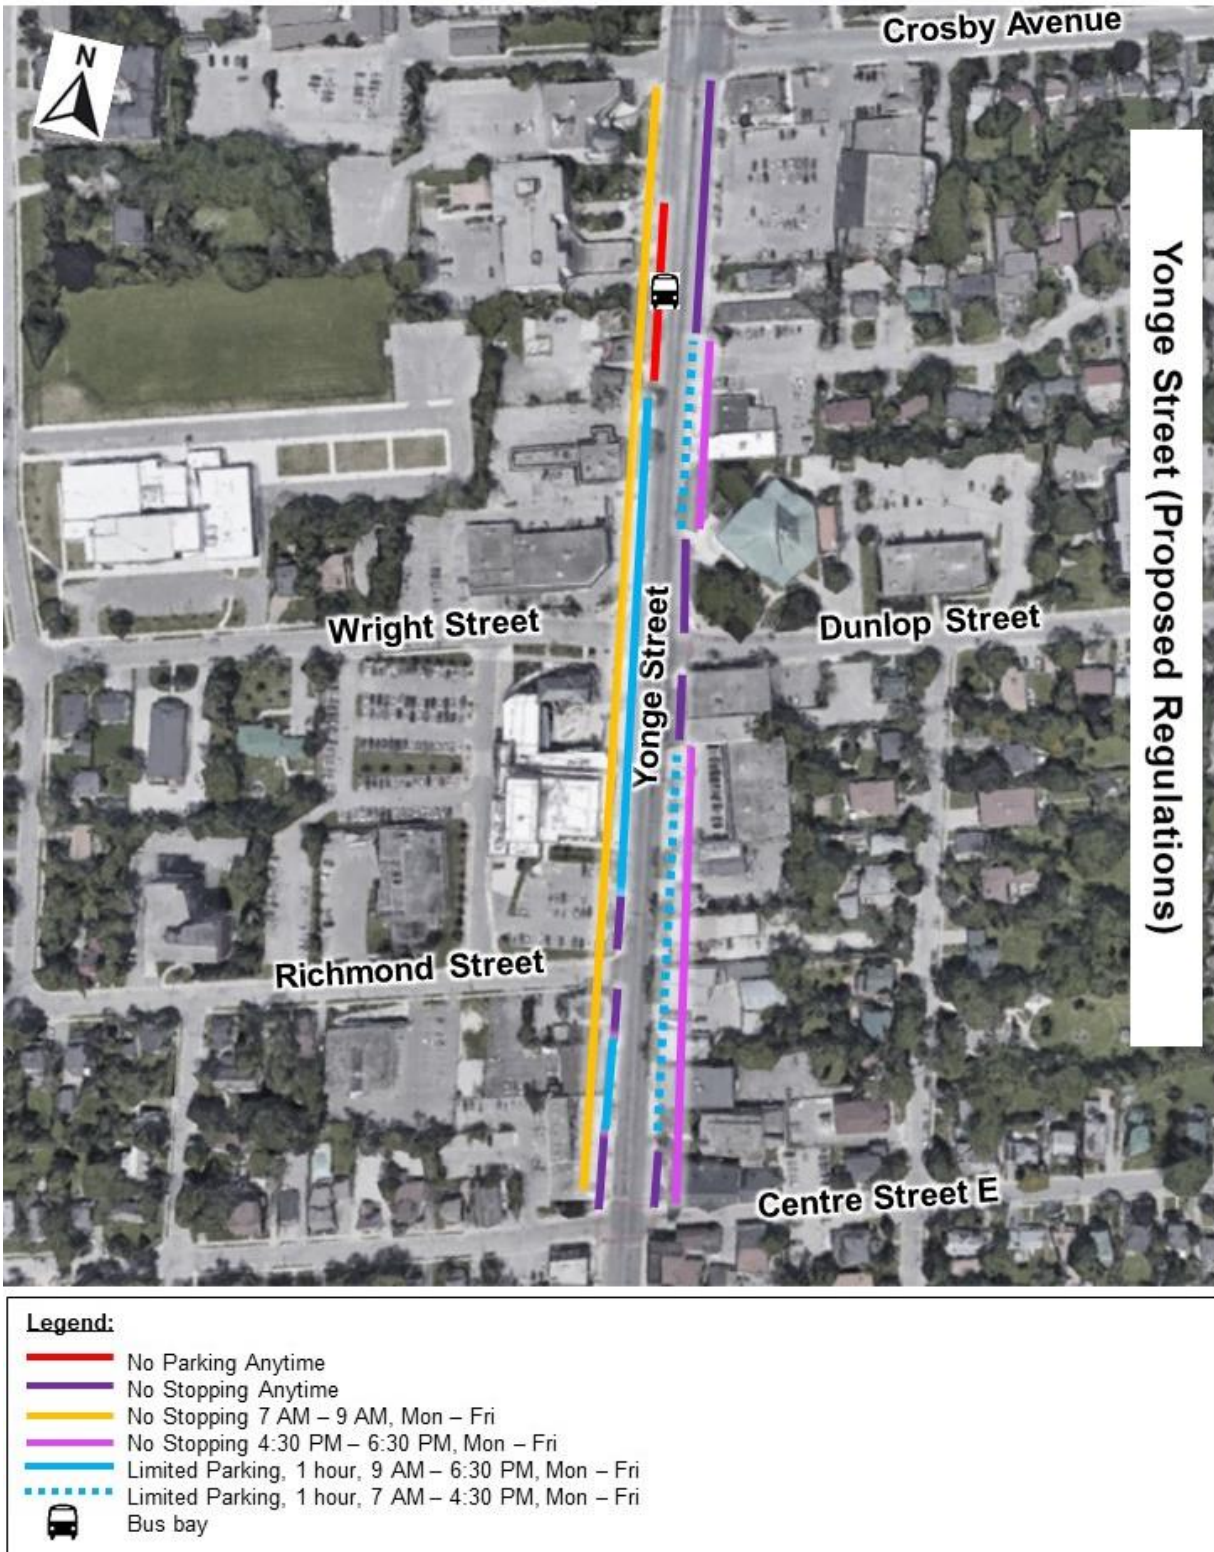 Crosby Avenue
N
Yonge Street (Proposed Regulations)
Wright Street
Dunlop Street
Yonge Street
Richmond Street
Centre Street E
Legend:
No Parking Anytime
No Stopping Anytime
No Stopping 7 AM – 9 AM, Mon – Fri
No Stopping 4:30 PM – 6:30 PM, Mon – Fri
Limited Parking, 1 hour, 9 AM – 6:30 PM, Mon – Fri
Limited Parking, 1 hour, 7 AM – 4:30 PM, Mon – Fri
Bus bay